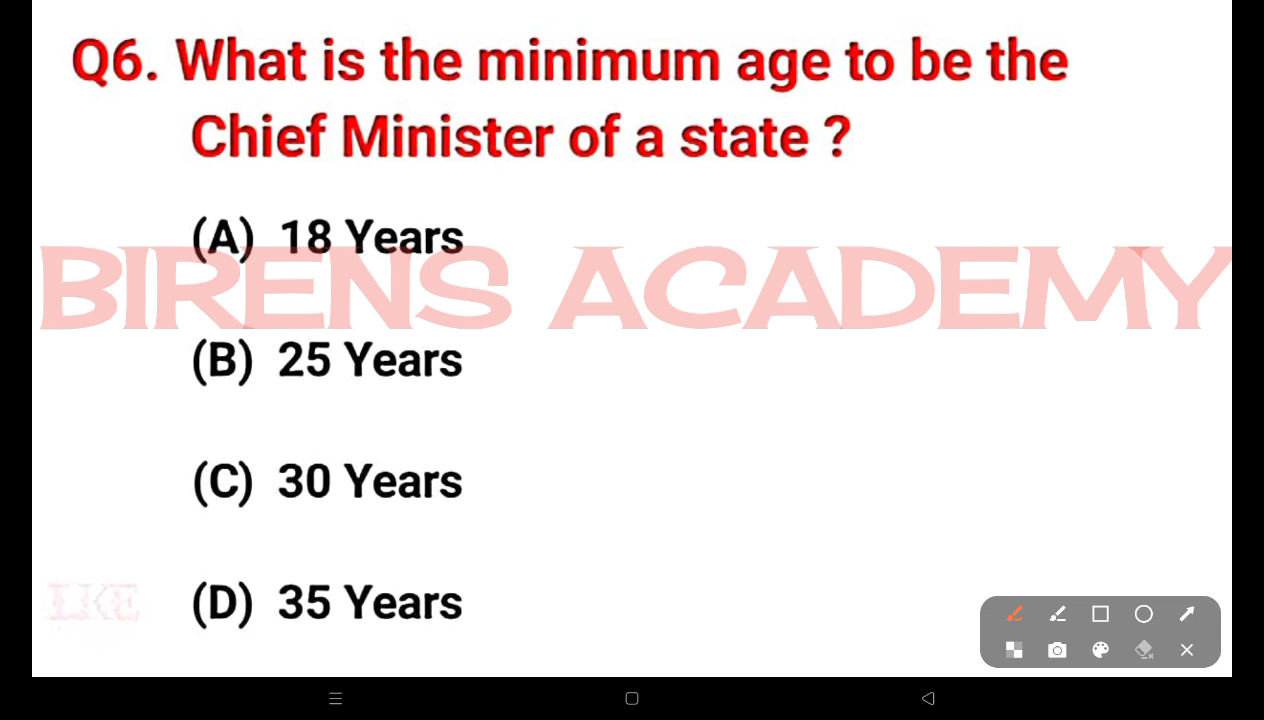 Q6. What is the minimum age to be the
Chief Minister of a state ?
(A) 18 Years
BIRENS ACADEMY
(B) 25 Years
(C) 30 Years
(D) 35 Years